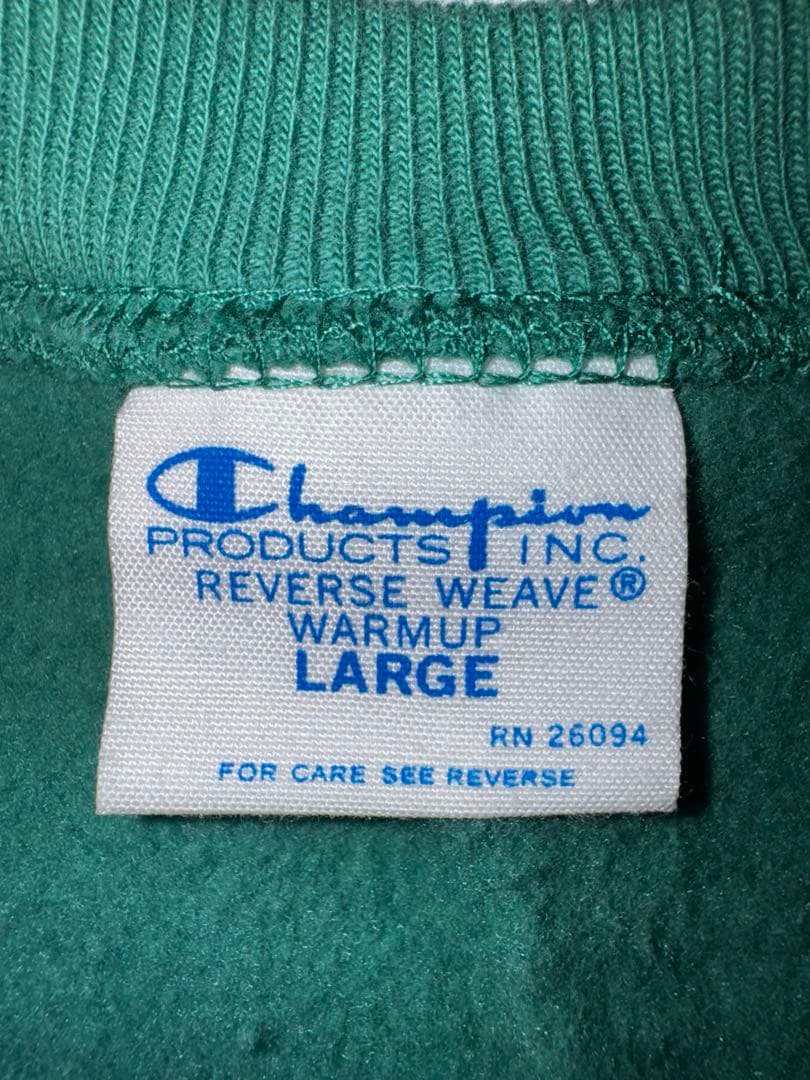 Champion
PRODUCTS INC.
REVERSE WEAVE®
WARMUP
LARGE
RN 26094
FOR CARE SEE REVERSE